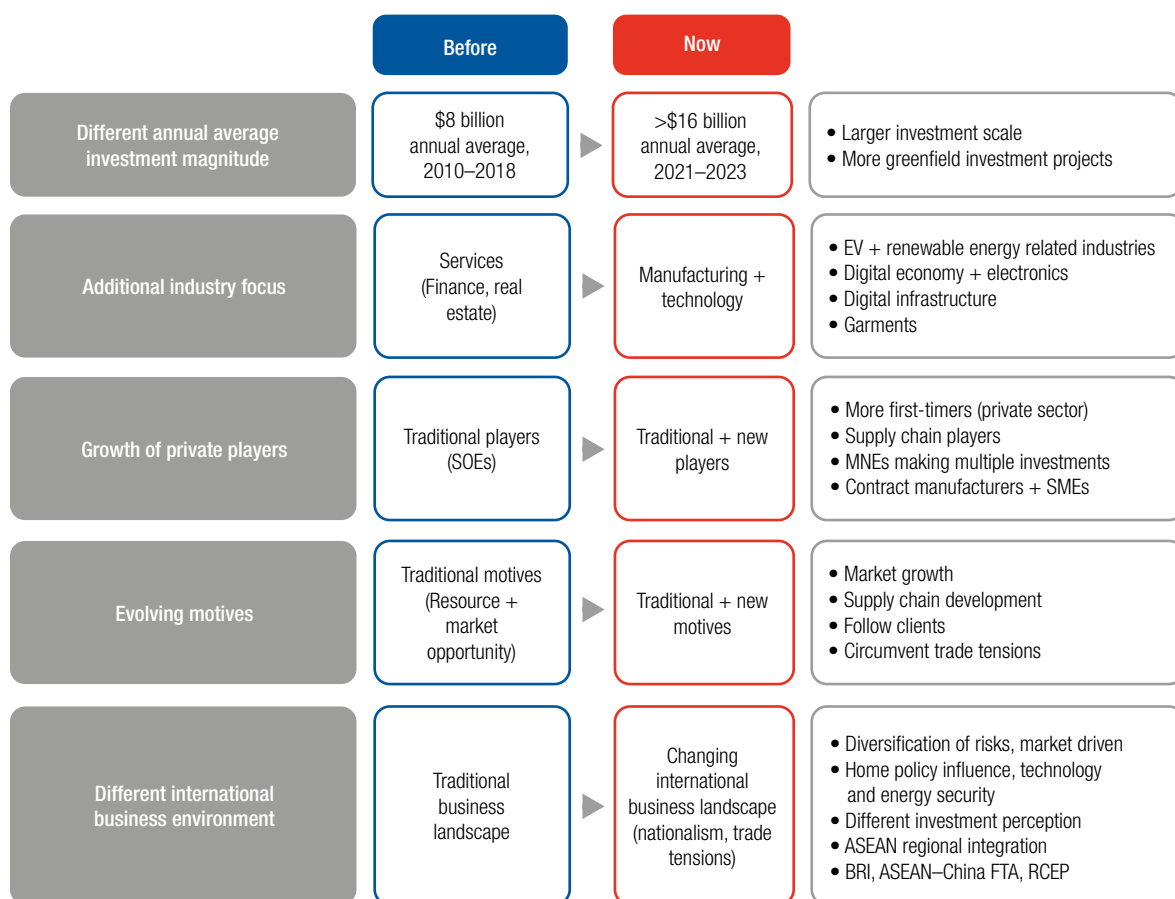 Before
Now
Different annual average
investment magnitude
$8 billion
annual average,
2010–2018
>$16 billion
annual average,
2021–2023
• Larger investment scale
• More greenfield investment projects
Additional industry focus
Services
(Finance, real
estate)
Manufacturing +
technology
• EV + renewable energy related industries
• Digital economy + electronics
• Digital infrastructure
• Garments
Growth of private players
Traditional players
(SOEs)
Traditional + new
players
• More first-timers (private sector)
• Supply chain players
• MNEs making multiple investments
• Contract manufacturers + SMEs
Evolving motives
Traditional motives
(Resource +
market
opportunity)
Traditional + new
motives
• Market growth
• Supply chain development
• Follow clients
• Circumvent trade tensions
Different international
business environment
Traditional
business
landscape
Changing
international
business landscape
(nationalism, trade
tensions)
• Diversification of risks, market driven
• Home policy influence, technology
and energy security
• Different investment perception
• ASEAN regional integration
• BRI, ASEAN–China FTA, RCEP